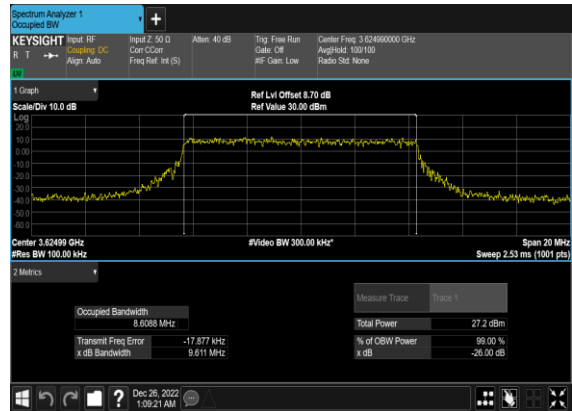 Spectrum Analyzer 1
Occupied BW
+
KEYSIGHT Input: RF Input Z: 50 Ω Atten: 40 dB Trig: Free Run Center Freq: 3.624990000 GHz
R T Coupling: DC Corr CCorr Gate: Off Avg|Hold: 100/100
Align: Auto Freq Ref: Int (S) #IF Gain: Low Radio Std: None
1 Graph
Ref Lvl Offset 8.70 dB
Scale/Div 10.0 dB Ref Value 30.00 dBm
Log
20.0
10.0
0.00
-10.0
-20.0
-30.0
-40.0
-50.0
-60.0
Center 3.62499 GHz #Video BW 300.00 kHz* Span 20 MHz
#Res BW 100.00 kHz Sweep 2.53 ms (1001 pts)
2 Metrics
Measure Trace Trace 1
Occupied Bandwidth
8.6088 MHz Total Power 27.2 dBm
Transmit Freq Error -17.877 kHz % of OBW Power 99.00 %
x dB Bandwidth 9.611 MHz x dB -26.00 dB
? Dec 26, 2022
1:09:21 AM